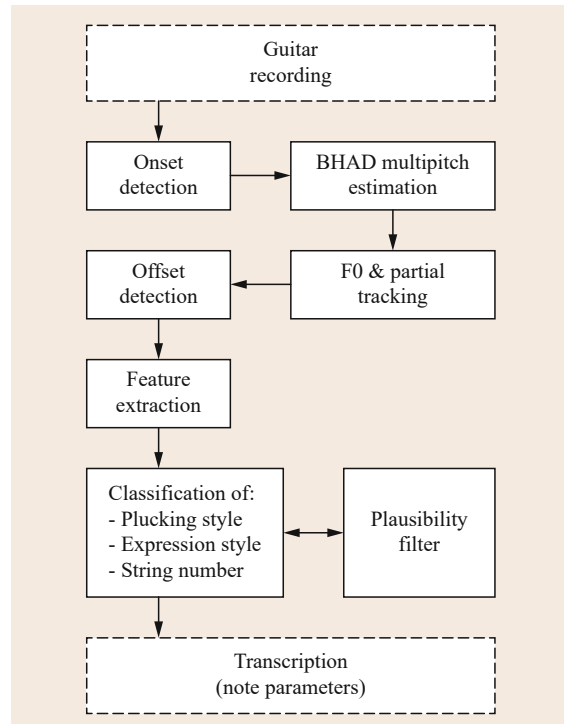 Guitar
recording
Onset
detection
BHAD multipitch
estimation
Offset
detection
F0 & partial
tracking
Feature
extraction
Classification of:
- Plucking style
- Expression style
- String number
Plausibility
filter
Transcription
(note parameters)